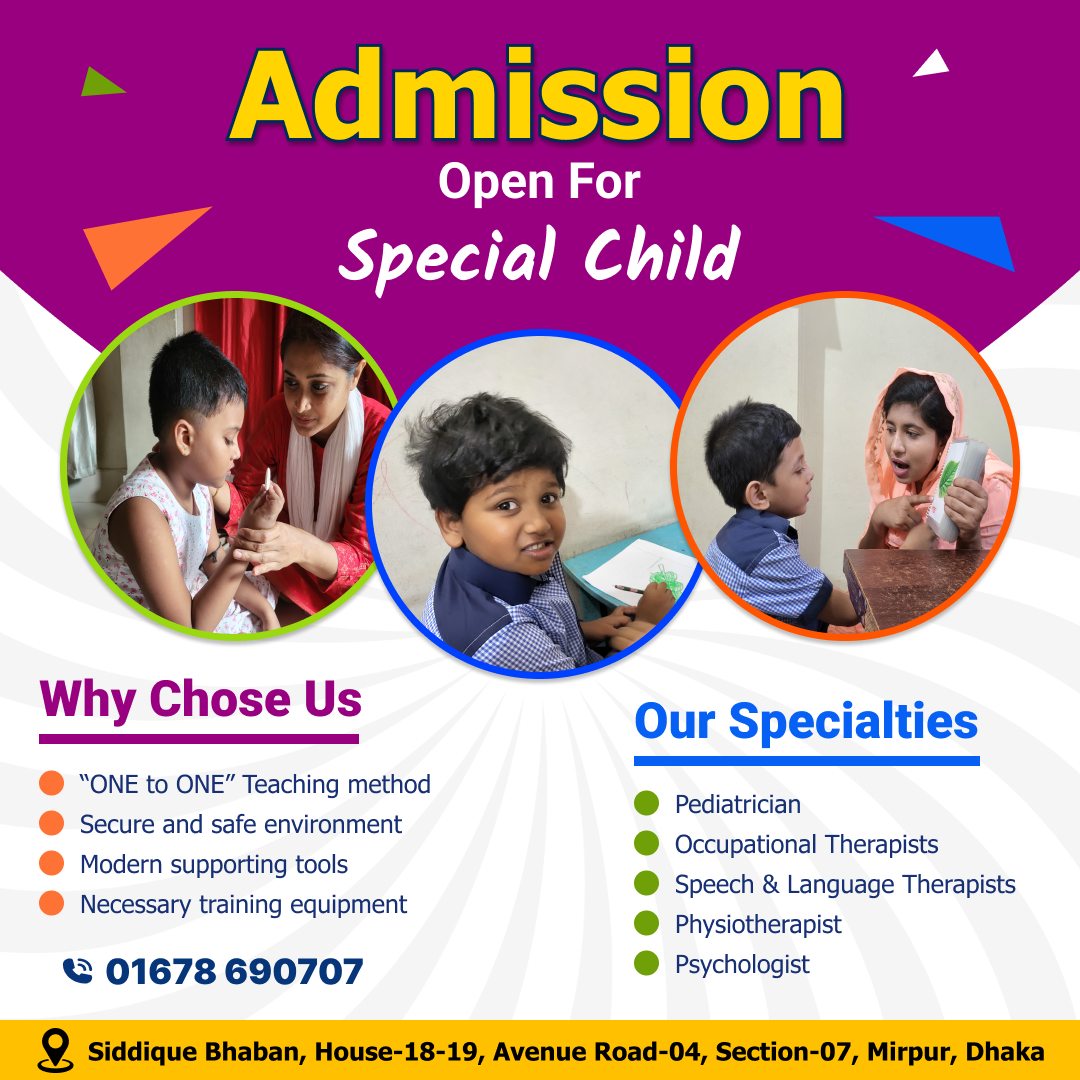 Admission
Open For
Special Child
Why Chose Us
“ONE to ONE” Teaching method
Secure and safe environment
Modern supporting tools
Necessary training equipment
01678 690707
Our Specialties
Pediatrician
Occupational Therapists
Speech & Language Therapists
Physiotherapist
Psychologist
Siddique Bhaban, House-18-19, Avenue Road-04, Section-07, Mirpur, Dhaka